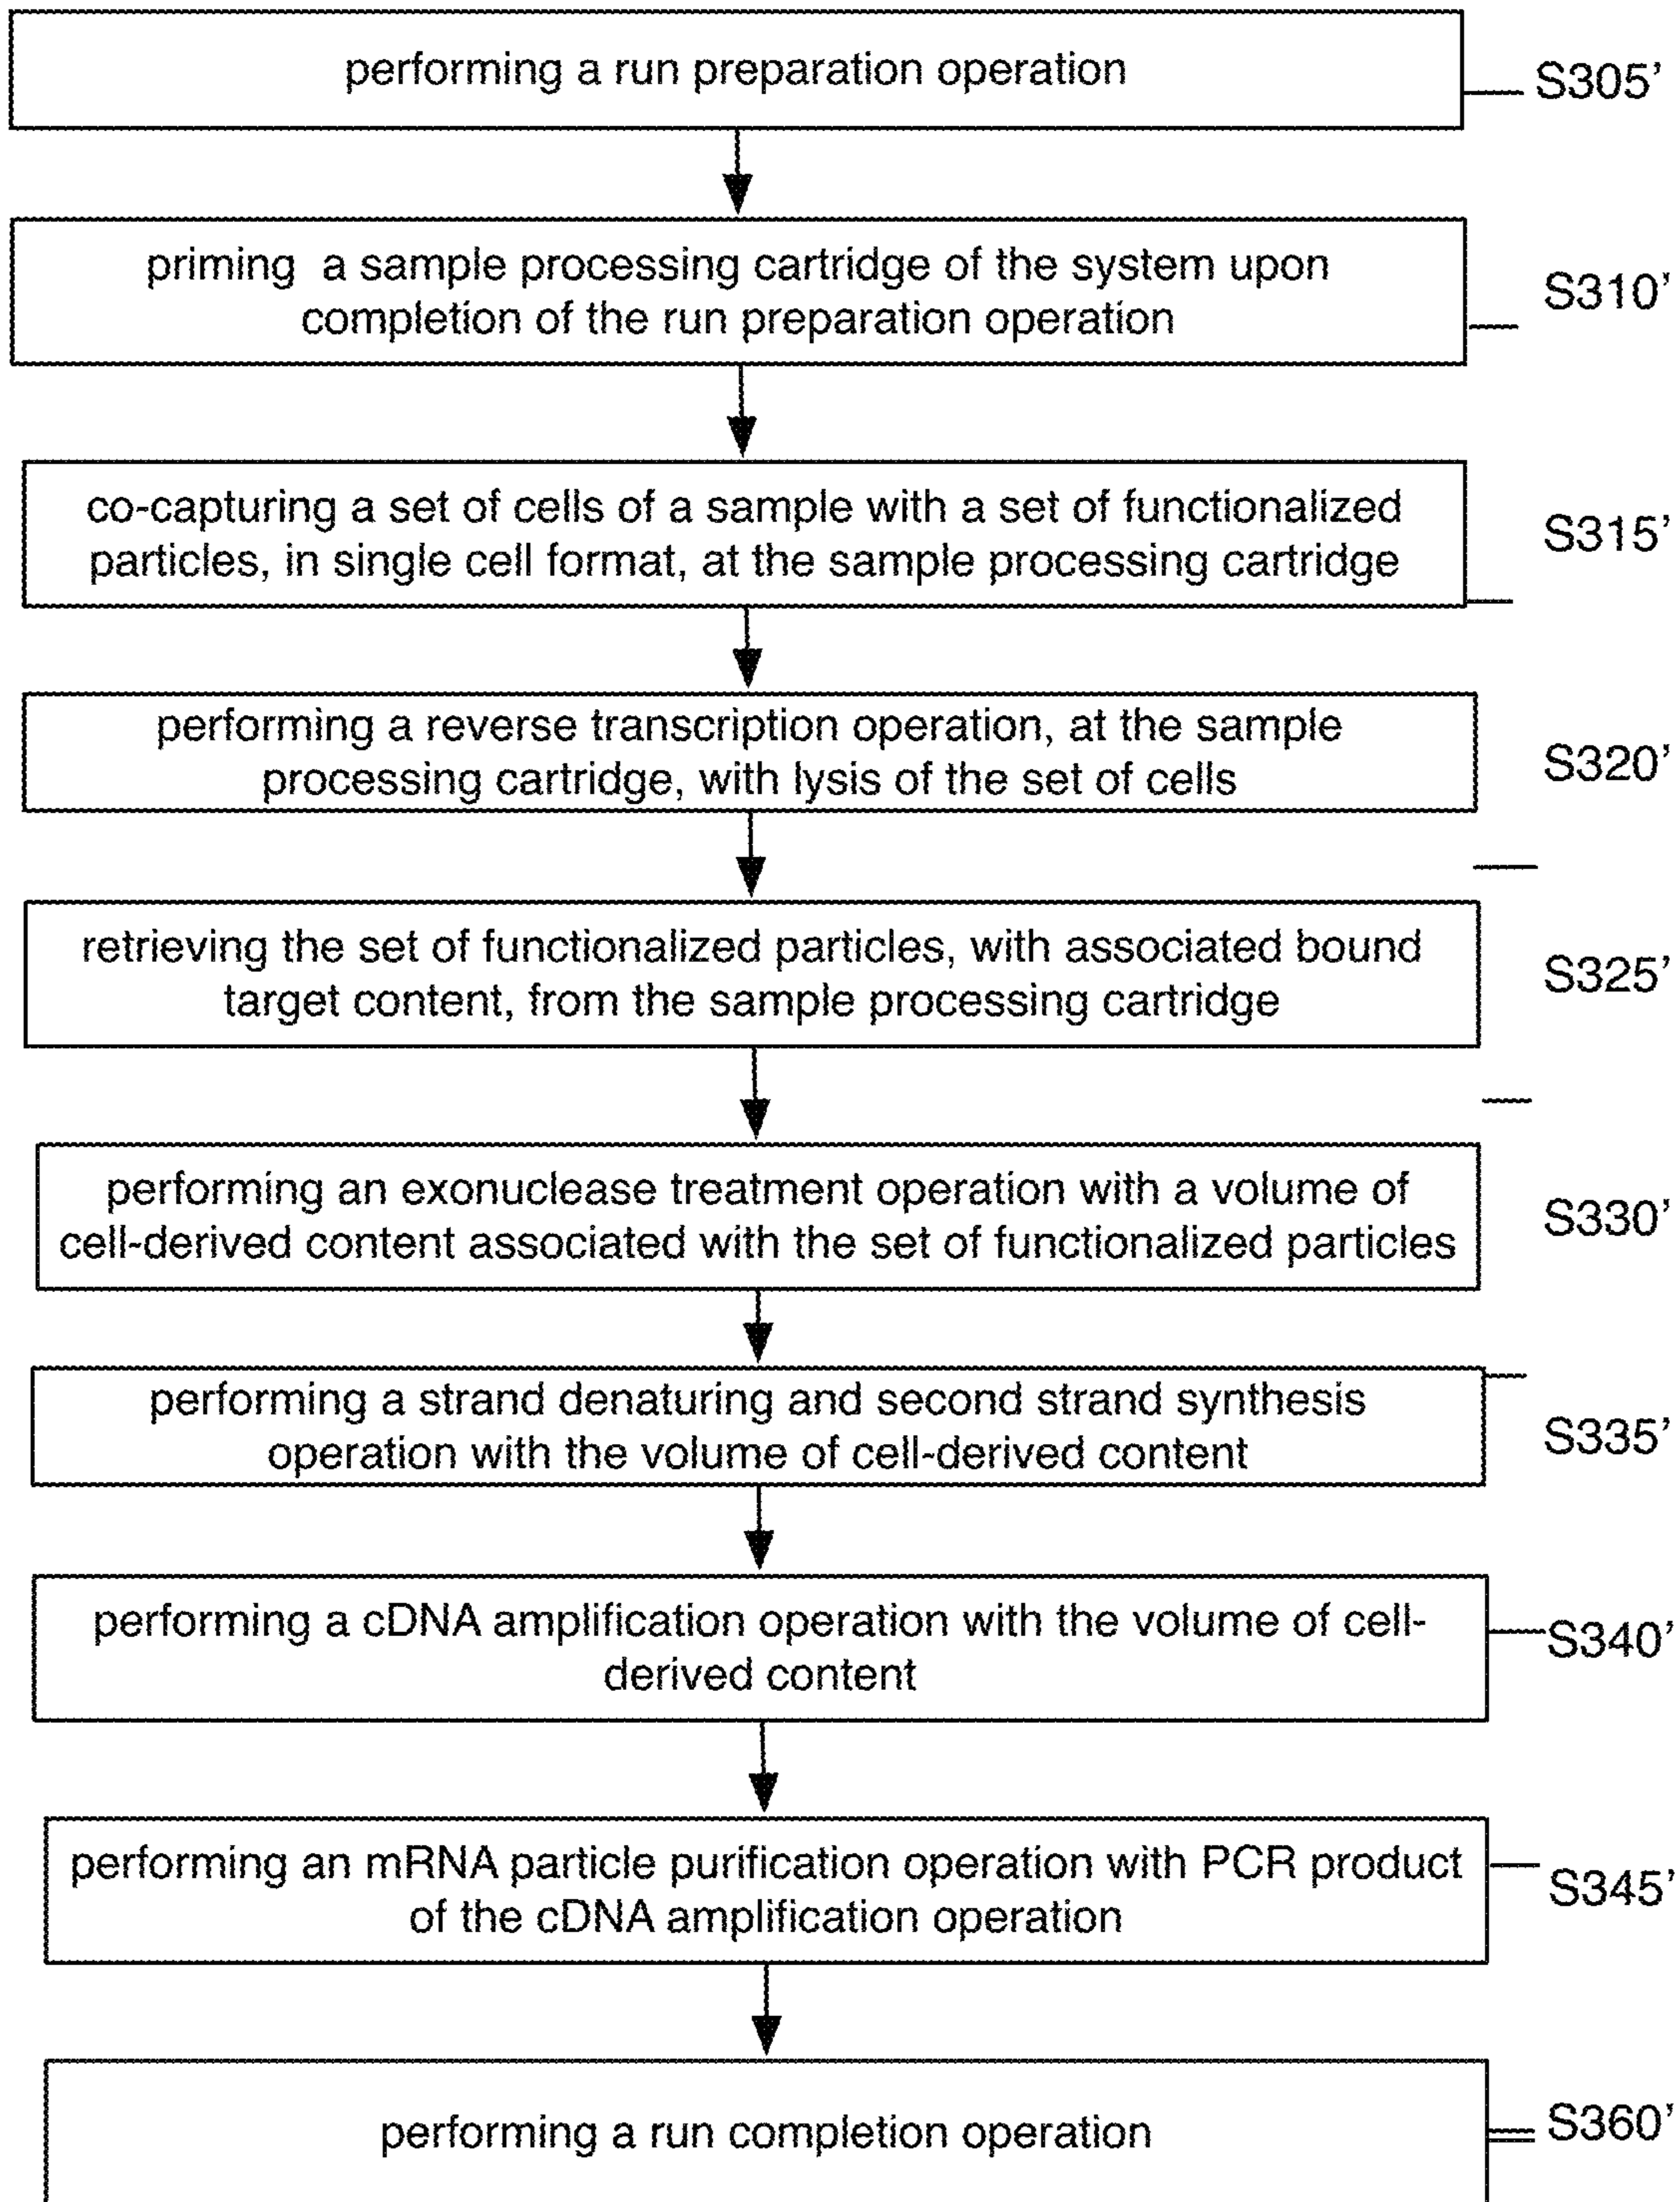 performing a run preparation operation
S305'
priming a sample processing cartridge of the system upon
completion of the run preparation operation
S310'
co-capturing a set of cells of a sample with a set of functionalized
particles, in single cell format, at the sample processing cartridge
S315'
performing a reverse transcription operation, at the sample
processing cartridge, with lysis of the set of cells
S320'
retrieving the set of functionalized particles, with associated bound
target content, from the sample processing cartridge
S325'
performing an exonuclease treatment operation with a volume of
cell-derived content associated with the set of functionalized particles
S330'
performing a strand denaturing and second strand synthesis
operation with the volume of cell-derived content
S335'
performing a cDNA amplification operation with the volume of cell-
derived content
S340'
performing an mRNA particle purification operation with PCR product
of the cDNA amplification operation
S345'
performing a run completion operation
S360'